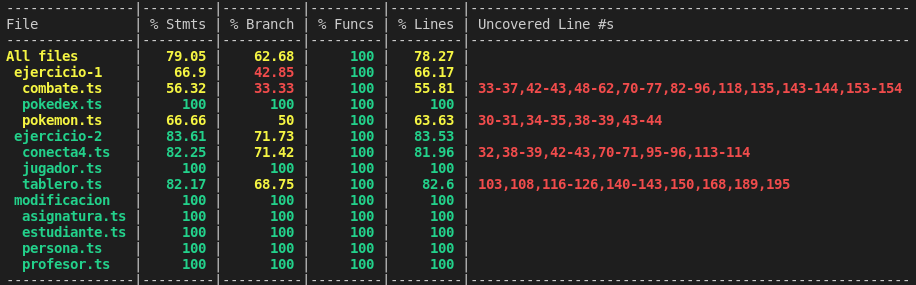 ----------------|---------|----------|---------|---------|-------------------------------------------------------
File            | % Stmts | % Branch | % Funcs | % Lines | Uncovered Line #s
----------------|---------|----------|---------|---------|-------------------------------------------------------
All files       |   79.05 |    62.68 |     100 |   78.27 |
 ejercicio-1    |    66.9 |    42.85 |     100 |   66.17 |
  combate.ts    |   56.32 |    33.33 |     100 |   55.81 | 33-37,42-43,48-62,70-77,82-96,118,135,143-144,153-154
  pokedex.ts    |     100 |      100 |     100 |     100 |
  pokemon.ts    |   66.66 |       50 |     100 |   63.63 | 30-31,34-35,38-39,43-44
 ejercicio-2    |   83.61 |    71.73 |     100 |   83.53 |
  conecta4.ts   |   82.25 |    71.42 |     100 |   81.96 | 32,38-39,42-43,70-71,95-96,113-114
  jugador.ts    |     100 |      100 |     100 |     100 |
  tablero.ts    |   82.17 |    68.75 |     100 |    82.6 | 103,108,116-126,140-143,150,168,189,195
 modificacion   |     100 |      100 |     100 |     100 |
  asignatura.ts |     100 |      100 |     100 |     100 |
  estudiante.ts |     100 |      100 |     100 |     100 |
  persona.ts    |     100 |      100 |     100 |     100 |
  profesor.ts   |     100 |      100 |     100 |     100 |
----------------|---------|----------|---------|---------|-------------------------------------------------------